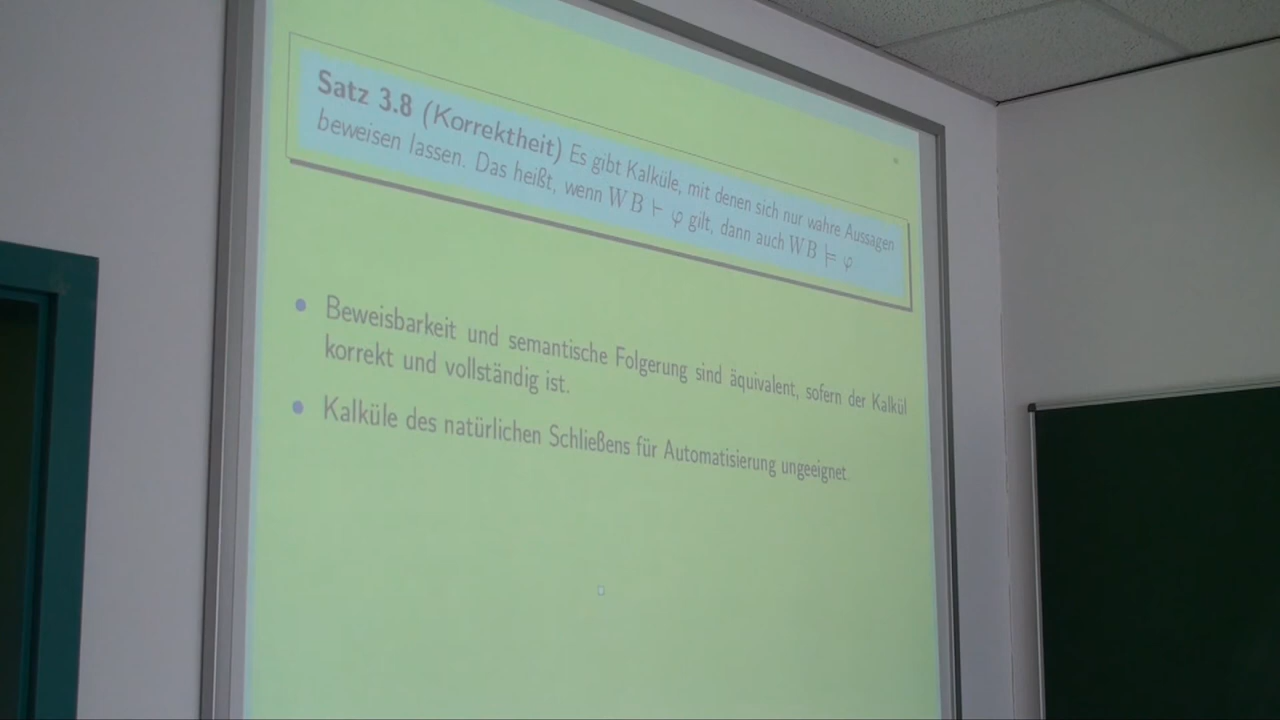 Satz 3.8 (Korrektheit) Es gibt Kalküle, mit denen sich nur wahre Aussagen
beweisen lassen. Das heißt, wenn WB ⊢ φ gilt, dann auch WB ⊨ φ
Beweisbarkeit und semantische Folgerung sind äquivalent, sofern der Kalkül
korrekt und vollständig ist.
Kalküle des natürlichen Schließens für Automatisierung ungeeignet.